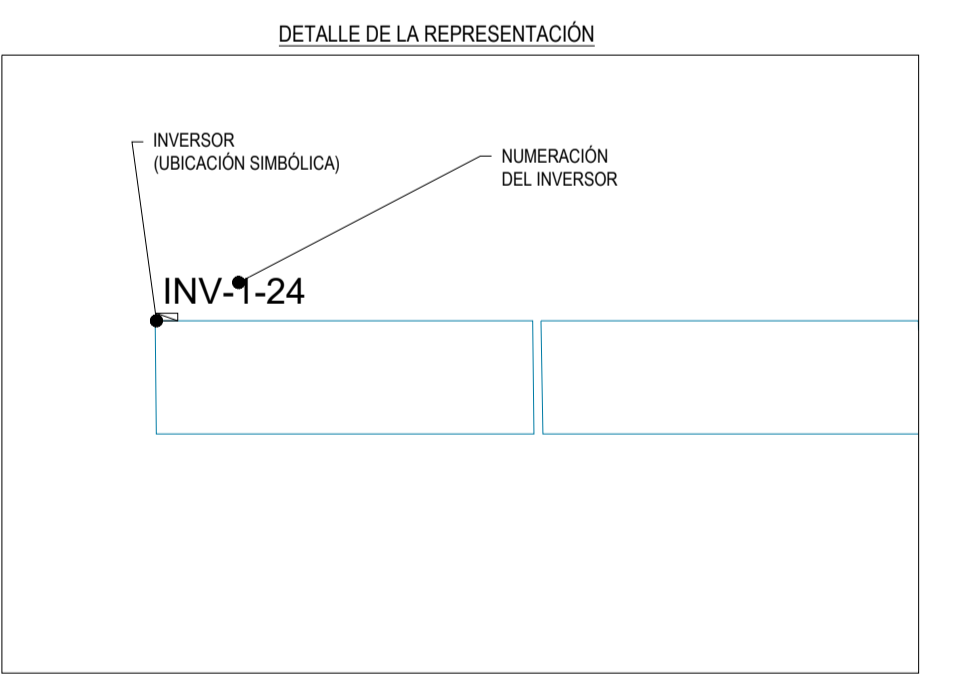 DETALLE DE LA REPRESENTACIÓN
INVERSOR
(UBICACIÓN SIMBÓLICA)
NUMERACIÓN
DEL INVERSOR
INV-1-24